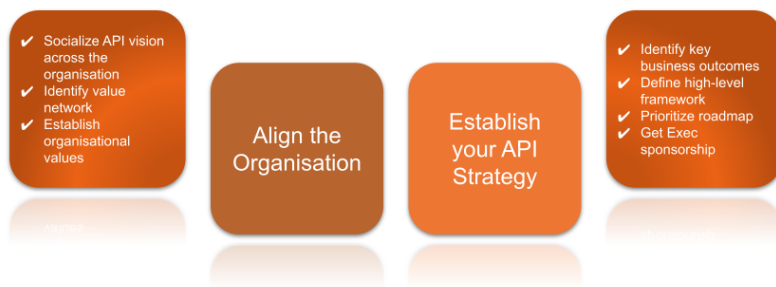 ✔ Socialize API vision
across the
organisation
✔ Identify value
network
✔ Establish
organisational
values
Align the
Organisation
Establish
your API
Strategy
✔ Identify key
business outcomes
✔ Define high-level
framework
✔ Prioritize roadmap
✔ Get Exec
sponsorship